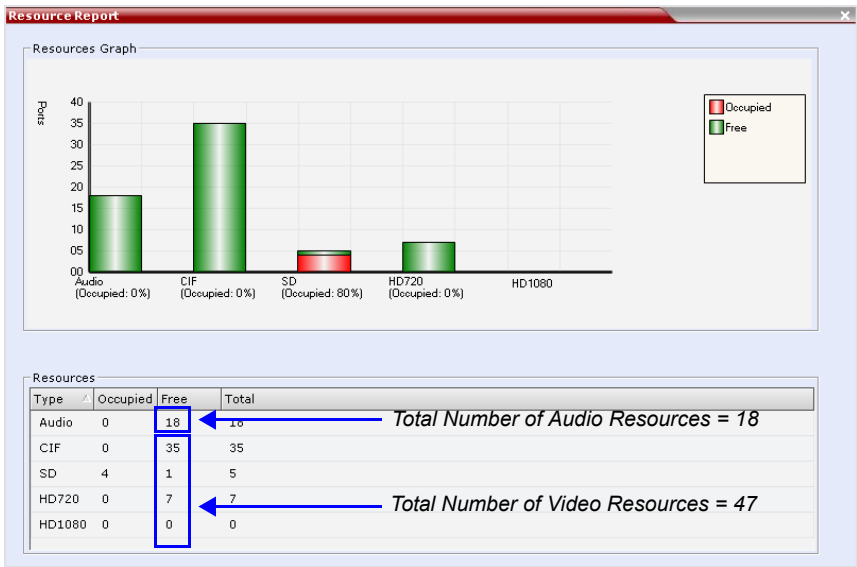 Resource Report
Resources Graph
Ports
40
35
30
25
20
15
10
05
00
Audio
(Occupied: 0%)
CIF
(Occupied: 0%)
SD
(Occupied: 80%)
HD720
(Occupied: 0%)
HD1080
Occupied
Free
Resources
Type Occupied Free Total
Audio 0 18 18
Total Number of Audio Resources = 18
CIF 0 35 35
SD 4 1 5
HD720 0 7 7
Total Number of Video Resources = 47
HD1080 0 0 0